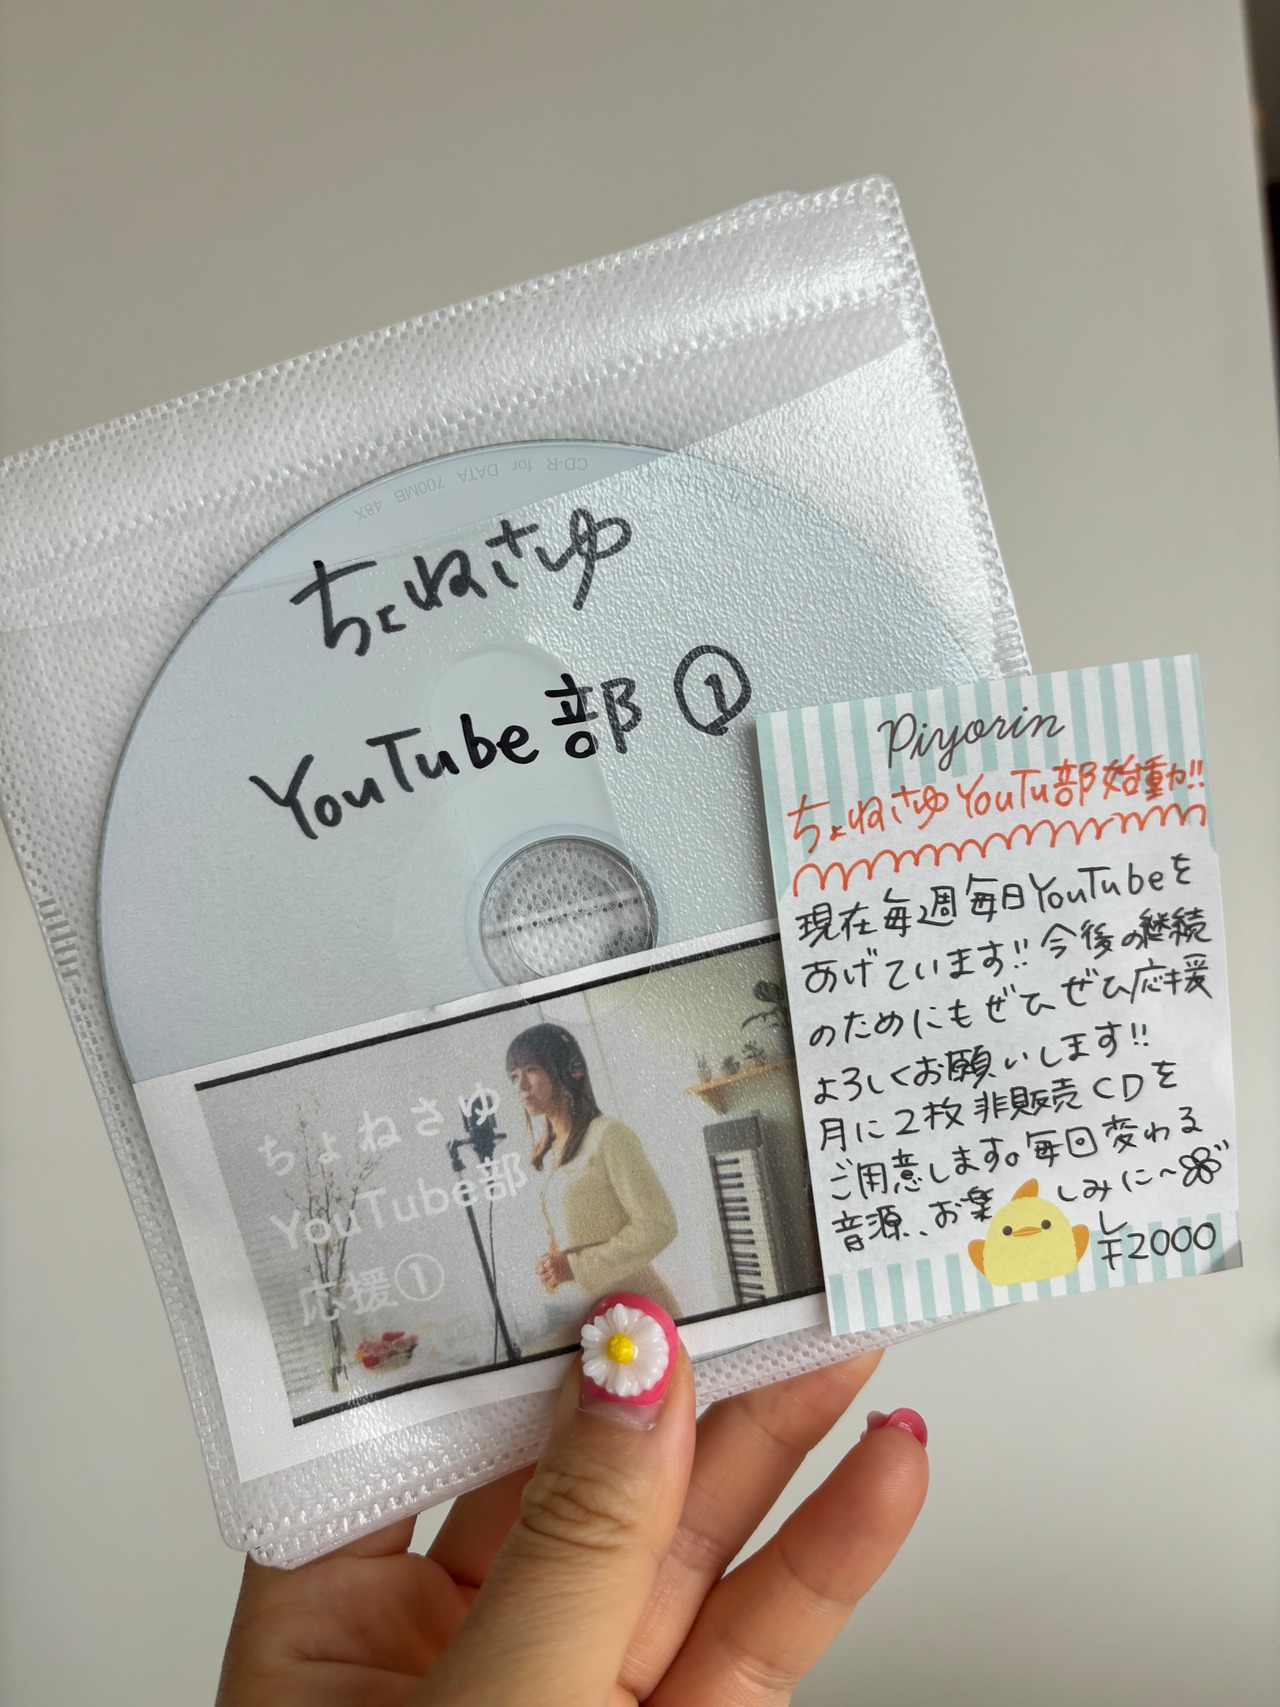 CD-R for DATA 700MB 48X
ちょねさゆ
YouTube部 ①
ちょねさゆ
YouTube部
応援①
Piyorin
ちょねさゆYouTu部始動!!
現在毎週毎日YouTubeを
あげています!! 今後の継続
のためにもぜひぜひ応援
よろしくお願いします!!
月に2枚非販売CDを
ご用意します。毎回変わる
音源、お楽しみに〜
¥2000